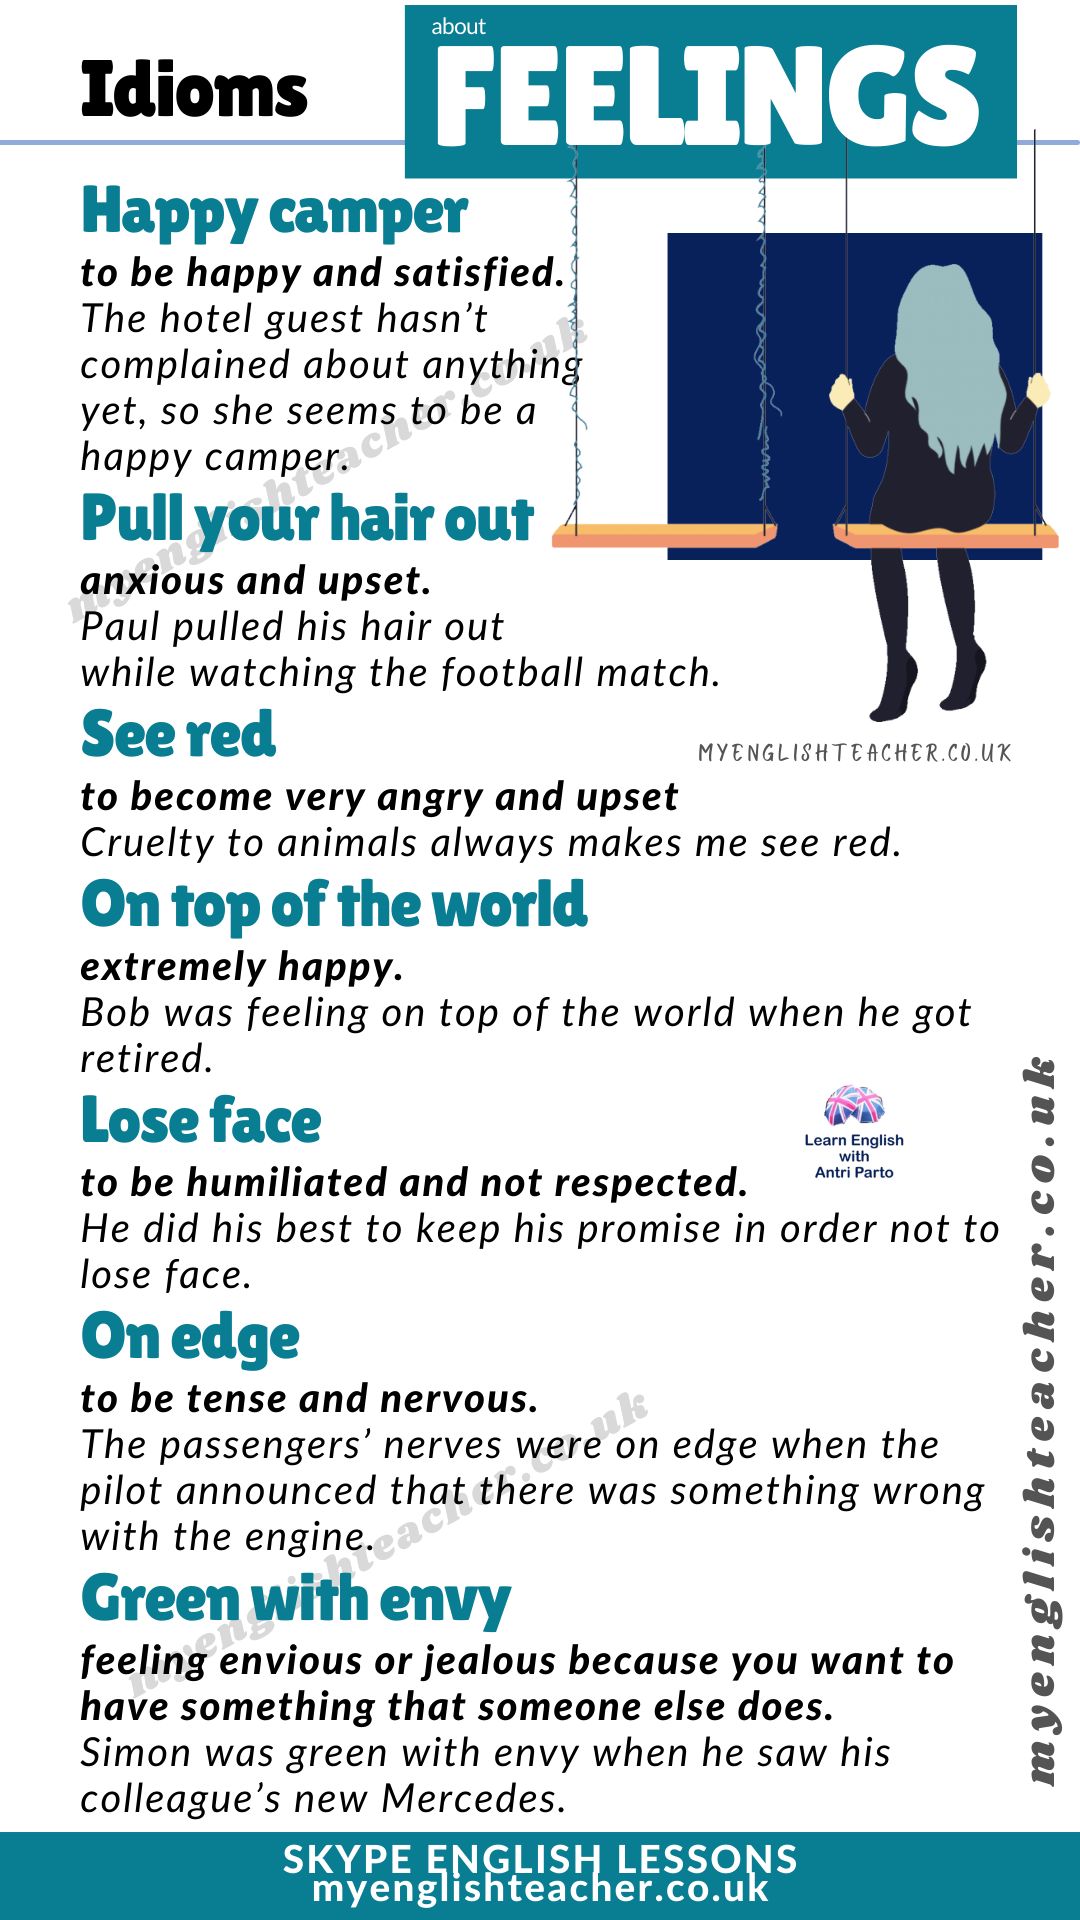 about
Idioms
FEELINGS
Happy camper
to be happy and satisfied.
The hotel guest hasn't
complained about anything
yet, so she seems to be a
happy camper.
myenglishteacher.co.uk
Pull your hair out
anxious and upset.
Paul pulled his hair out
while watching the football match.
See red
MYENGLISHTEACHER.CO.UK
to become very angry and upset
Cruelty to animals always makes me see red.
On top of the world
extremely happy.
Bob was feeling on top of the world when he got
retired.
Lose face
Learn English
with
Antri Parto
to be humiliated and not respected.
He did his best to keep his promise in order not to
lose face.
On edge
to be tense and nervous.
The passengers' nerves were on edge when the
pilot announced that there was something wrong
with the engine.
myenglishteacher.co.uk
Green with envy
feeling envious or jealous because you want to
have something that someone else does.
Simon was green with envy when he saw his
colleague's new Mercedes.
myenglishteacher.co.uk
SKYPE ENGLISH LESSONS
myenglishteacher.co.uk